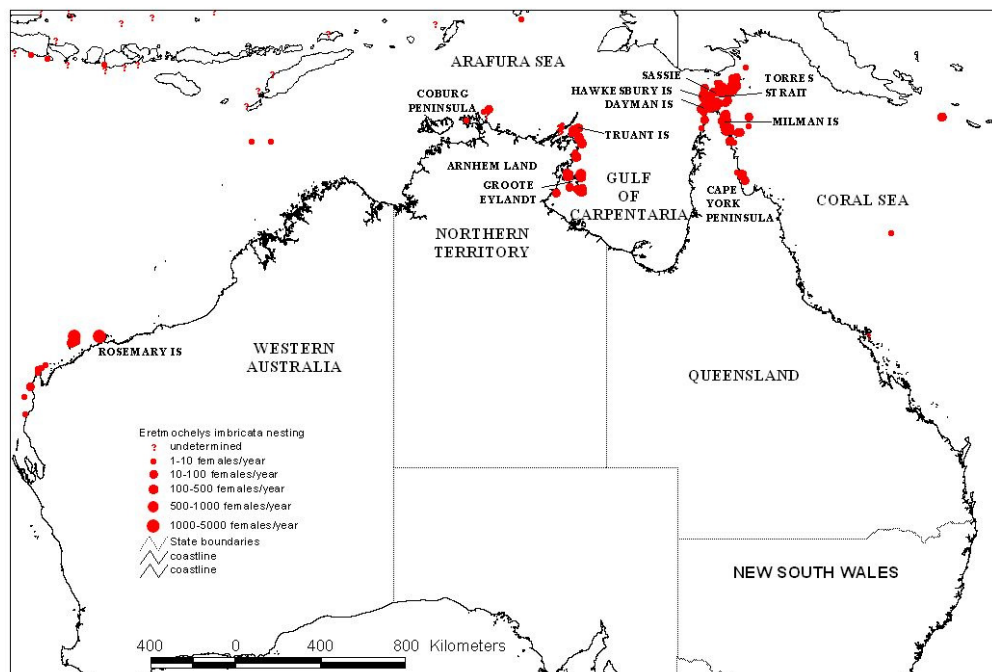 ARAFURA SEA
SASSIE
HAWKESBURY IS
DAYMAN IS
TORRES
STRAIT
COBURG
PENINSULA
TRUANT IS
MILMAN IS
ARNHEM LAND
GROOTE
EYLANDT
GULF
OF
CARPENTARIA
CAPE
YORK
PENINSULA
CORAL SEA
NORTHERN
TERRITORY
ROSEMARY IS
WESTERN
AUSTRALIA
QUEENSLAND
Eretmochelys imbricata nesting
? undetermined
1-10 females/year
10-100 females/year
100-500 females/year
500-1000 females/year
1000-5000 females/year
State boundaries
coastline
coastline
NEW SOUTH WALES
400 0 400 800 Kilometers